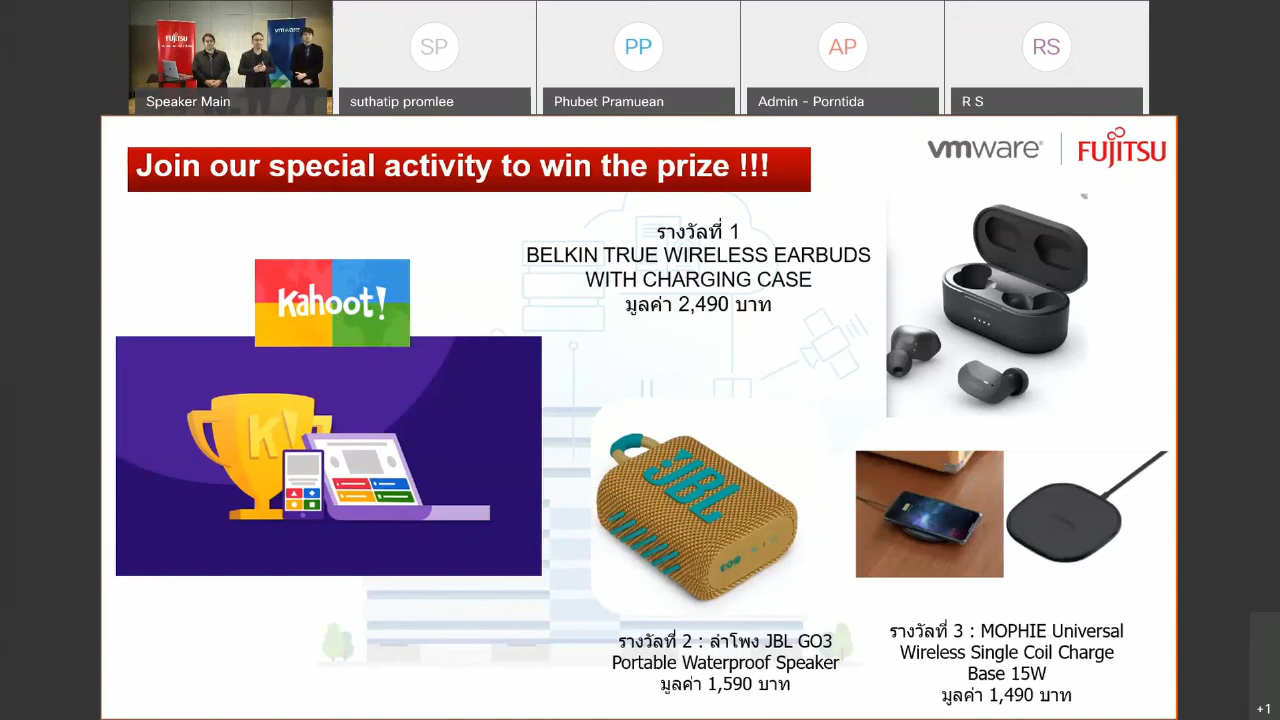 FUJITSU
vmware
SP
PP
AP
RS
Speaker Main
suthatip promlee
Phubet Pramuean
Admin - Porntida
R S
Join our special activity to win the prize !!!
vmware
FUJITSU
รางวัลที่ 1
BELKIN TRUE WIRELESS EARBUDS
WITH CHARGING CASE
มูลค่า 2,490 บาท
Kahoot!
K!
JBL
รางวัลที่ 2 : ลำโพง JBL GO3
Portable Waterproof Speaker
มูลค่า 1,590 บาท
รางวัลที่ 3 : MOPHIE Universal
Wireless Single Coil Charge
Base 15W
มูลค่า 1,490 บาท
+1